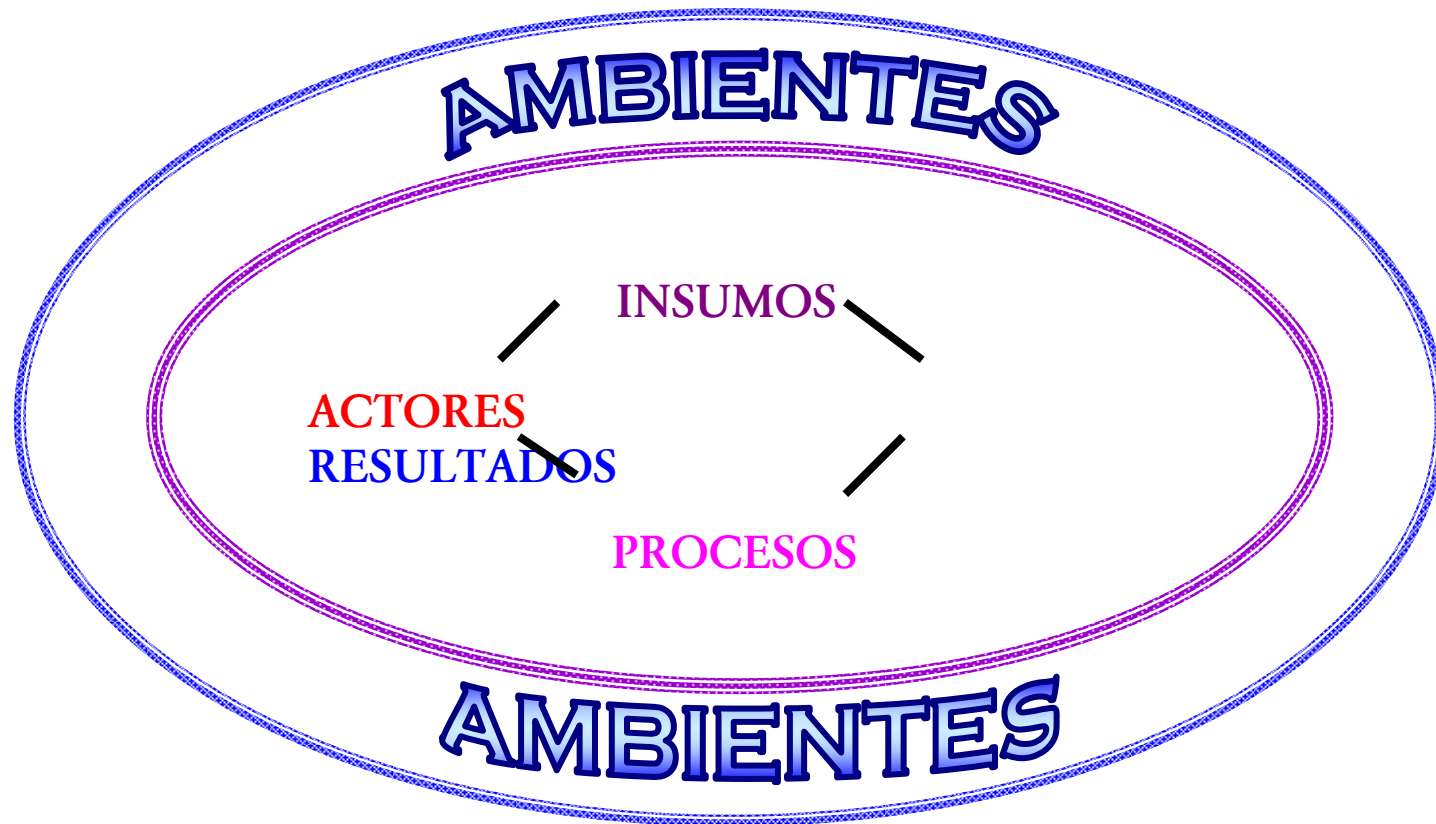 AMBIENTES
INSUMOS
ACTORES
RESULTADOS
PROCESOS
AMBIENTES